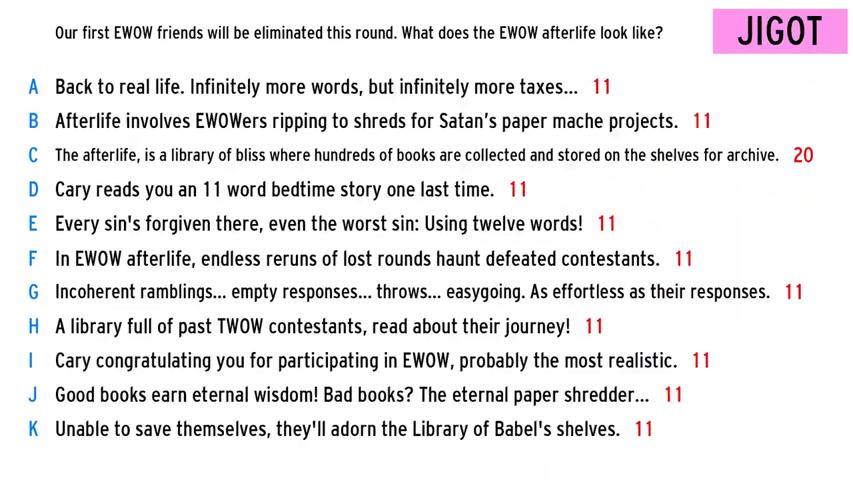 Our first EWOW friends will be eliminated this round. What does the EWOW afterlife look like?
JIGOT
A Back to real life. Infinitely more words, but infinitely more taxes... 11
B Afterlife involves EWOWers ripping to shreds for Satan's paper mache projects. 11
C The afterlife, is a library of bliss where hundreds of books are collected and stored on the shelves for archive. 20
D Cary reads you an 11 word bedtime story one last time. 11
E Every sin's forgiven there, even the worst sin: Using twelve words! 11
F In EWOW afterlife, endless reruns of lost rounds haunt defeated contestants. 11
G Incoherent ramblings... empty responses... throws... easygoing. As effortless as their responses. 11
H A library full of past TWOW contestants, read about their journey! 11
I Cary congratulating you for participating in EWOW, probably the most realistic. 11
J Good books earn eternal wisdom! Bad books? The eternal paper shredder... 11
K Unable to save themselves, they'll adorn the Library of Babel's shelves. 11